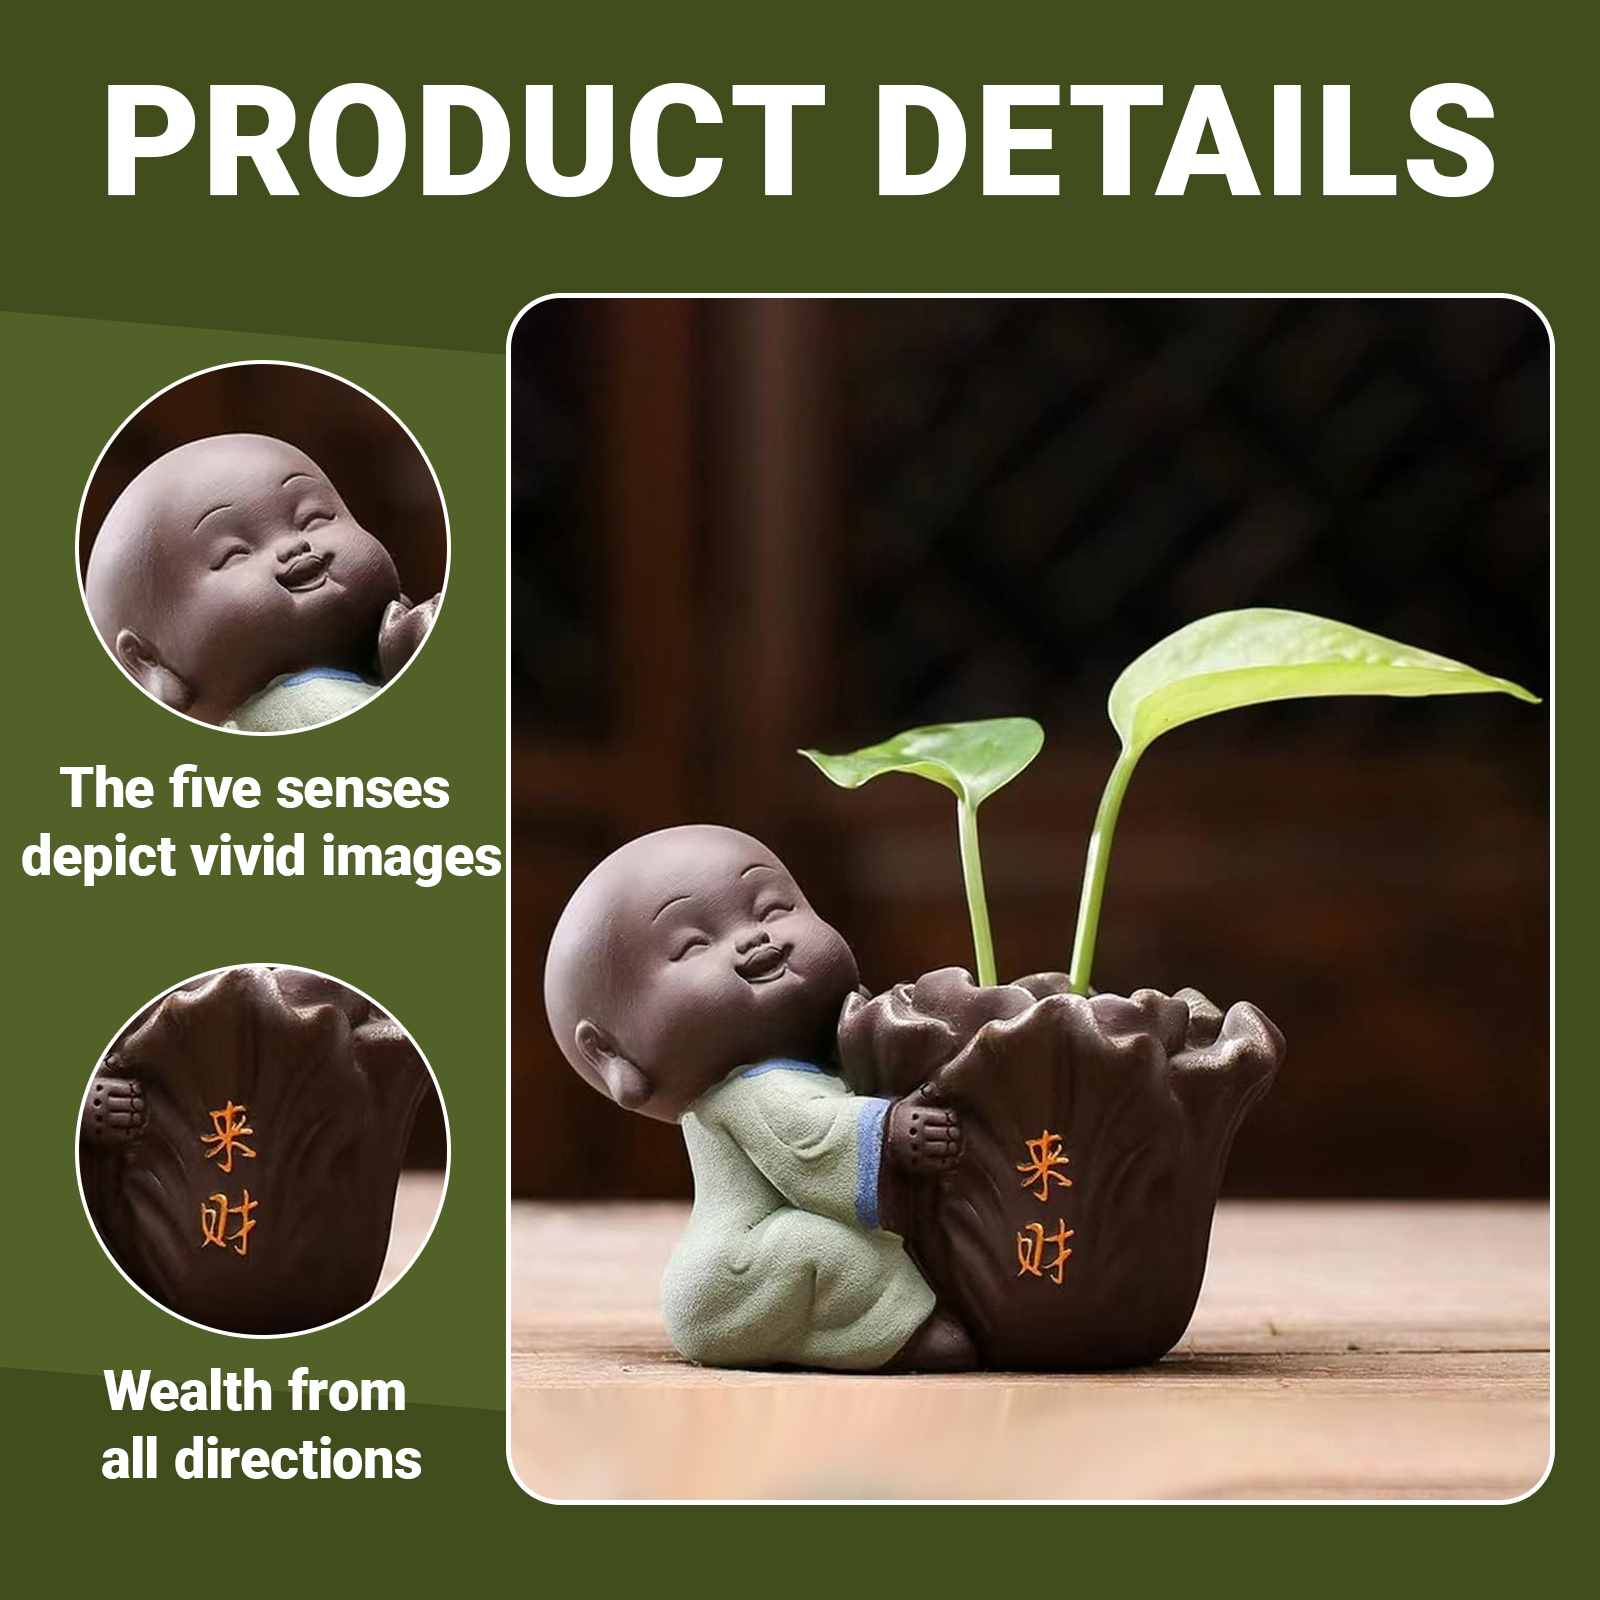 PRODUCT DETAILS
The five senses
depict vivid images
来
财
Wealth from
all directions
来
财